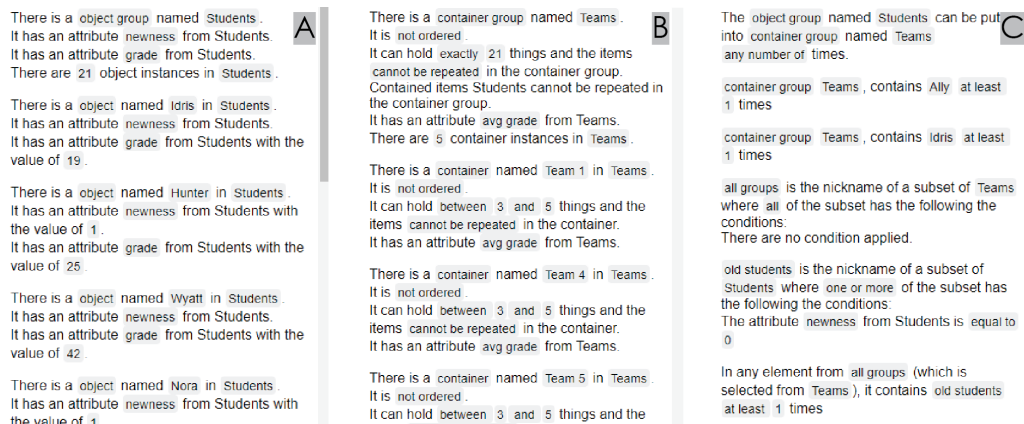 There is a object group named Students .
It has an attribute newness from Students.
It has an attribute grade from Students.
There are 21 object instances in Students .
There is a object named Idris in Students .
It has an attribute newness from Students.
It has an attribute grade from Students with the
value of 19 .
There is a object named Hunter in Students .
It has an attribute newness from Students with
the value of 1 .
It has an attribute grade from Students with the
value of 25
There is a object named Wyatt in Students .
It has an attribute newness from Students.
It has an attribute grade from Students with the
value of 42 .
There is a object named Nora in Students .
It has an attribute newness from Students with
the value of 1
A
There is a container group named Teams .
It is not ordered .
It can hold exactly 21 things and the items
cannot be repeated in the container group.
Contained items Students cannot be repeated in
the container group.
It has an attribute avg grade from Teams.
There are 5 container instances in Teams .
There is a container named Team 1 in Teams .
It is not ordered .
It can hold between 3 and 5 things and the
items cannot be repeated in the container.
It has an attribute avg grade from Teams.
There is a container named Team 4 in Teams .
It is not ordered .
It can hold between 3 and 5 things and the
items cannot be repeated in the container.
It has an attribute avg grade from Teams.
There is a container named Team 5 in Teams .
It is not ordered .
It can hold between 3 and 5 things and the
B
The object group named Students can be put
into container group named Teams
any number of times.
container group Teams , contains Ally at least
1 times
container group Teams , contains Idris at least
1 times
all groups is the nickname of a subset of Teams
where all of the subset has the following the
conditions:
There are no condition applied.
old students is the nickname of a subset of
Students where one or more of the subset has
the following the conditions:
The attribute newness from Students is equal to
0
In any element from all groups (which is
selected from Teams ), it contains old students
at least 1 times
C